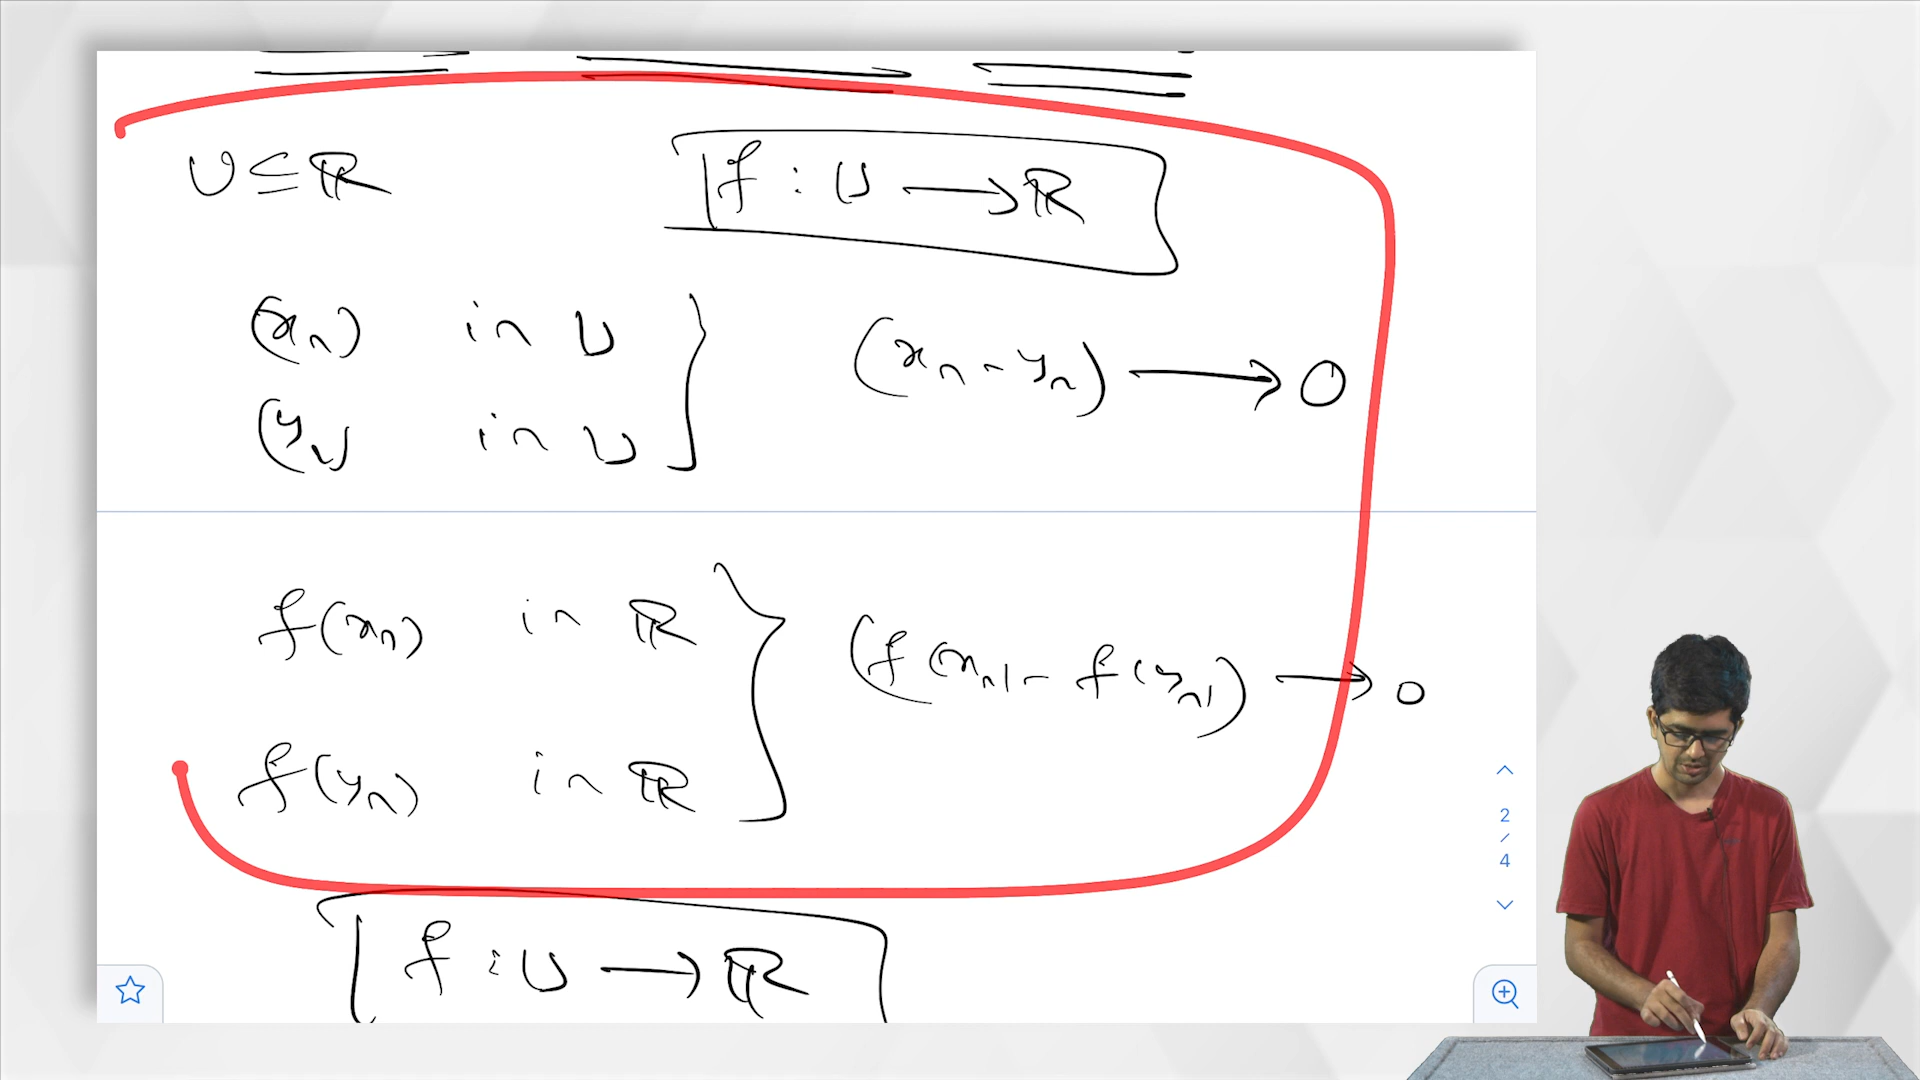 U ⊆ ℝ    f : U ⟶ ℝ
(xₙ) in U
(yₙ) in U
(xₙ - yₙ) ⟶ 0
f(xₙ) in ℝ
f(yₙ) in ℝ
(f(xₙ) - f(yₙ)) ⟶ 0
f : U ⟶ ℝ
2
/
4